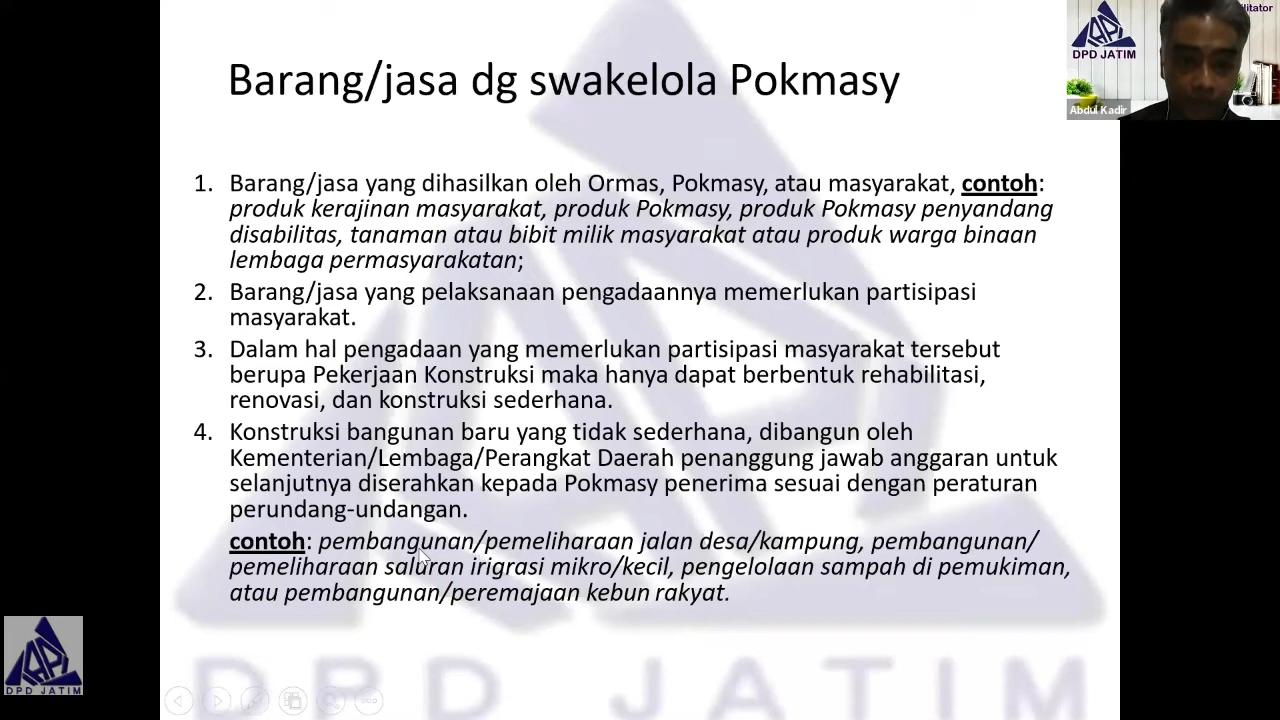 Barang/jasa dg swakelola Pokmasy
1. Barang/jasa yang dihasilkan oleh Ormas, Pokmasy, atau masyarakat, contoh:
produk kerajinan masyarakat, produk Pokmasy, produk Pokmasy penyandang
disabilitas, tanaman atau bibit milik masyarakat atau produk warga binaan
lembaga permasyarakatan;
2. Barang/jasa yang pelaksanaan pengadaannya memerlukan partisipasi
masyarakat.
3. Dalam hal pengadaan yang memerlukan partisipasi masyarakat tersebut
berupa Pekerjaan Konstruksi maka hanya dapat berbentuk rehabilitasi,
renovasi, dan konstruksi sederhana.
4. Konstruksi bangunan baru yang tidak sederhana, dibangun oleh
Kementerian/Lembaga/Perangkat Daerah penanggung jawab anggaran untuk
selanjutnya diserahkan kepada Pokmasy penerima sesuai dengan peraturan
perundang-undangan.
contoh: pembangunan/pemeliharaan jalan desa/kampung, pembangunan/
pemeliharaan saluran irigrasi mikro/kecil, pengelolaan sampah di pemukiman,
atau pembangunan/peremajaan kebun rakyat.
DPD JATIM
DPD JATIM
Abdul Kadir
IAPI
DPD JATIM